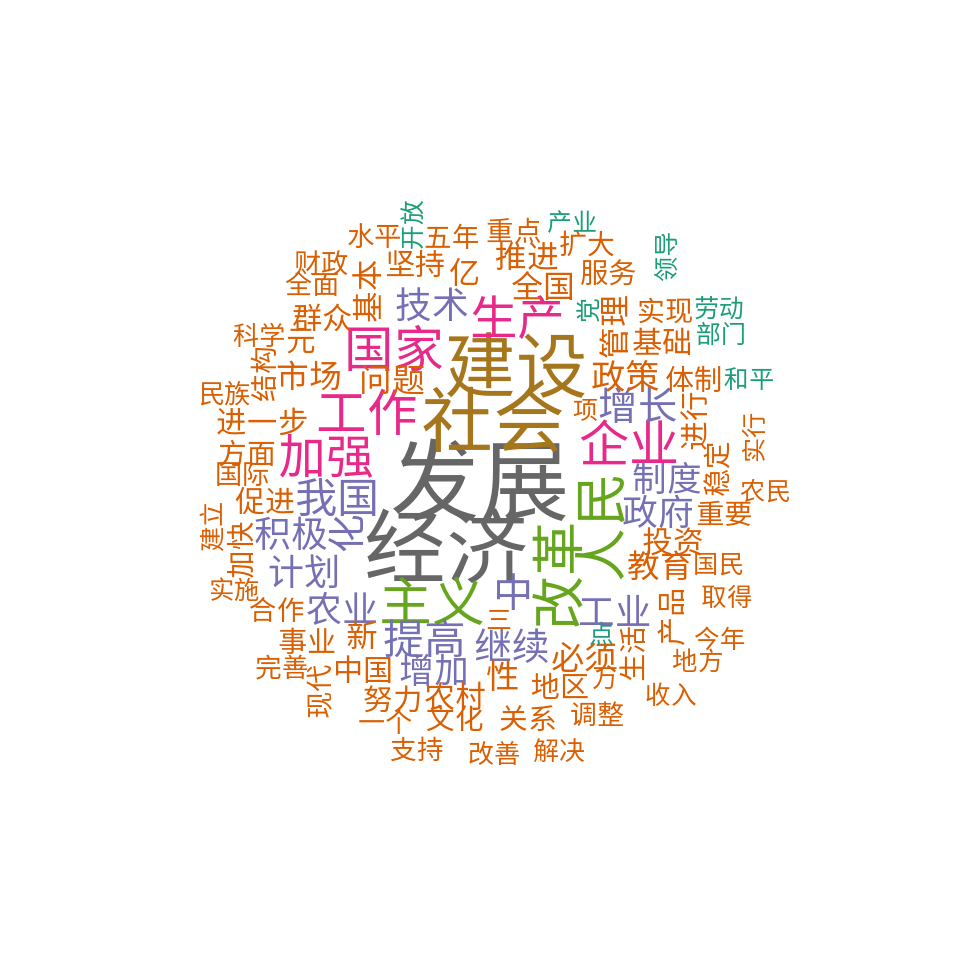 开放
产业
水平
五年
重点
扩大
领导
财政
坚持
推进
全面
基本
亿
全国
服务
技术
党
管理
实现
劳动
群众
生产
科学
元
国家
建设
基础
部门
结构
市场
问题
政策
体制
和平
民族
工作
社会
项
增长
进行
进一步
实行
方面
加强
企业
稳定
国际
发展
制度
农民
促进
我国
人民
政府
重要
建立
加快
积极
化
经济
改革
投资
计划
教育
国民
实施
合作
农业
主义
中
工业
产品
取得
三
点
事业
新
提高
继续
生活
今年
完善
中国
增加
性
必须
地区
方
地方
现代
努力
农村
收入
一个
文化
关系
调整
支持
改善
解决